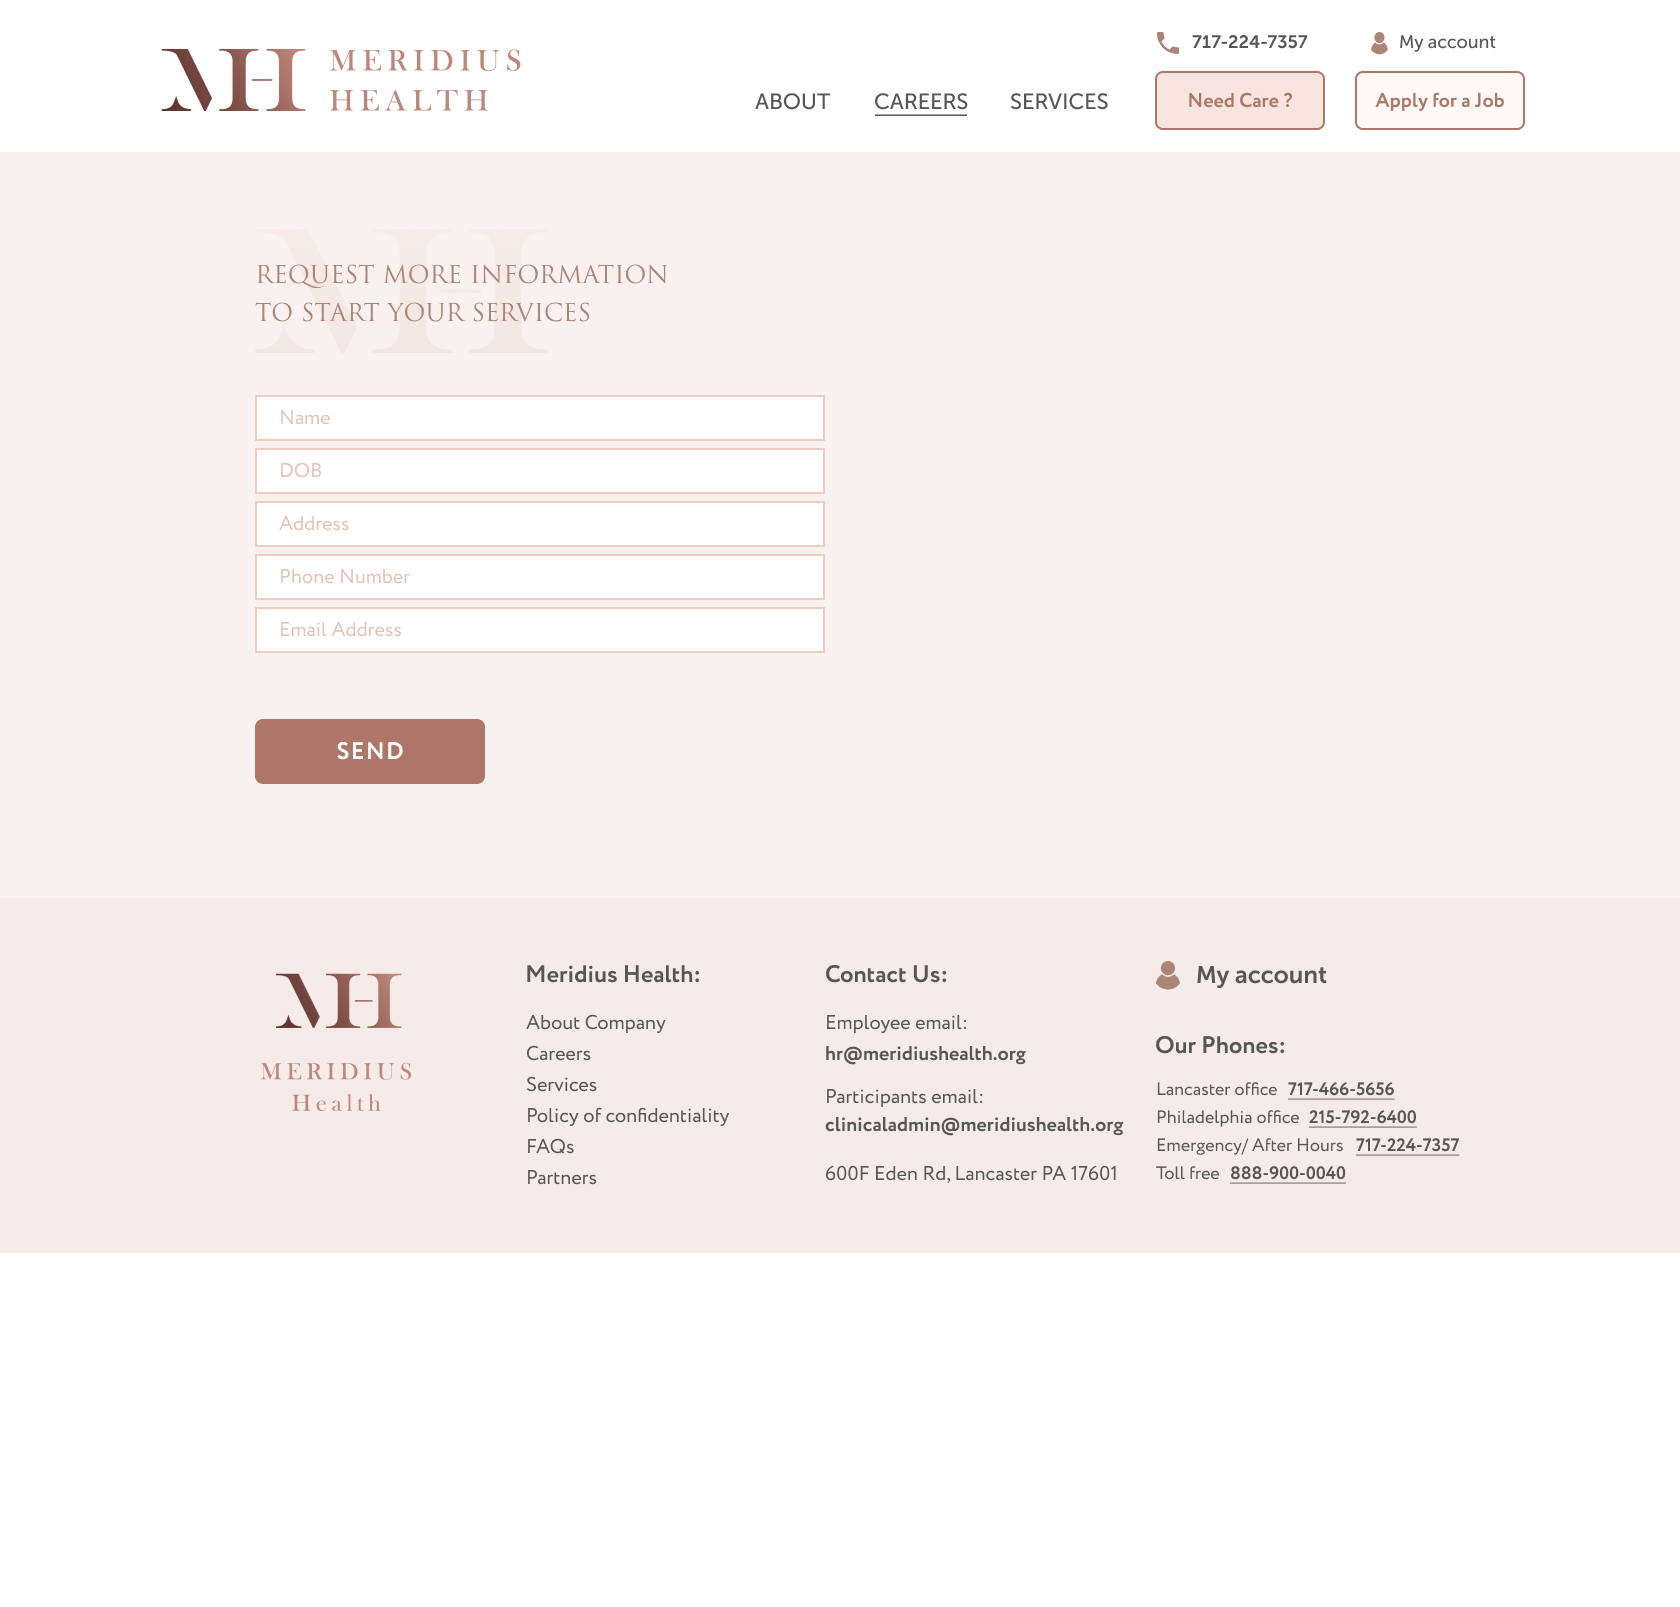 MH MERIDIUS
HEALTH
717-224-7357
My account
ABOUT
CAREERS
SERVICES
Need Care ?
Apply for a Job
MH
REQUEST MORE INFORMATION
TO START YOUR SERVICES
Name
DOB
Address
Phone Number
Email Address
SEND
MH
MERIDIUS
Health
Meridius Health:
About Company
Careers
Services
Policy of confidentiality
FAQs
Partners
Contact Us:
Employee email:
hr@meridiushealth.org
Participants email:
clinicaladmin@meridiushealth.org
600F Eden Rd, Lancaster PA 17601
My account
Our Phones:
Lancaster office 717-466-5656
Philadelphia office 215-792-6400
Emergency/ After Hours 717-224-7357
Toll free 888-900-0040